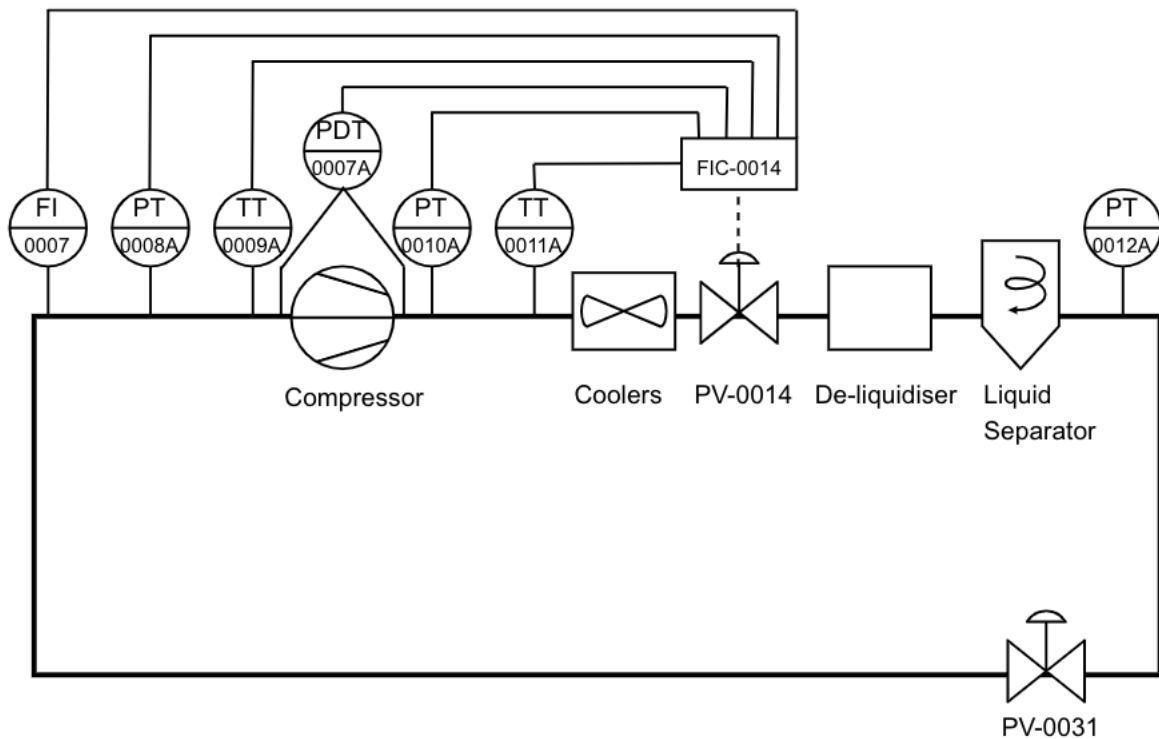 PDT
0007A
FIC-0014
FI
0007
PT
0008A
TT
0009A
PT
0010A
TT
0011A
PT
0012A
Compressor
Coolers
PV-0014
De-liquidiser
Liquid
Separator
PV-0031